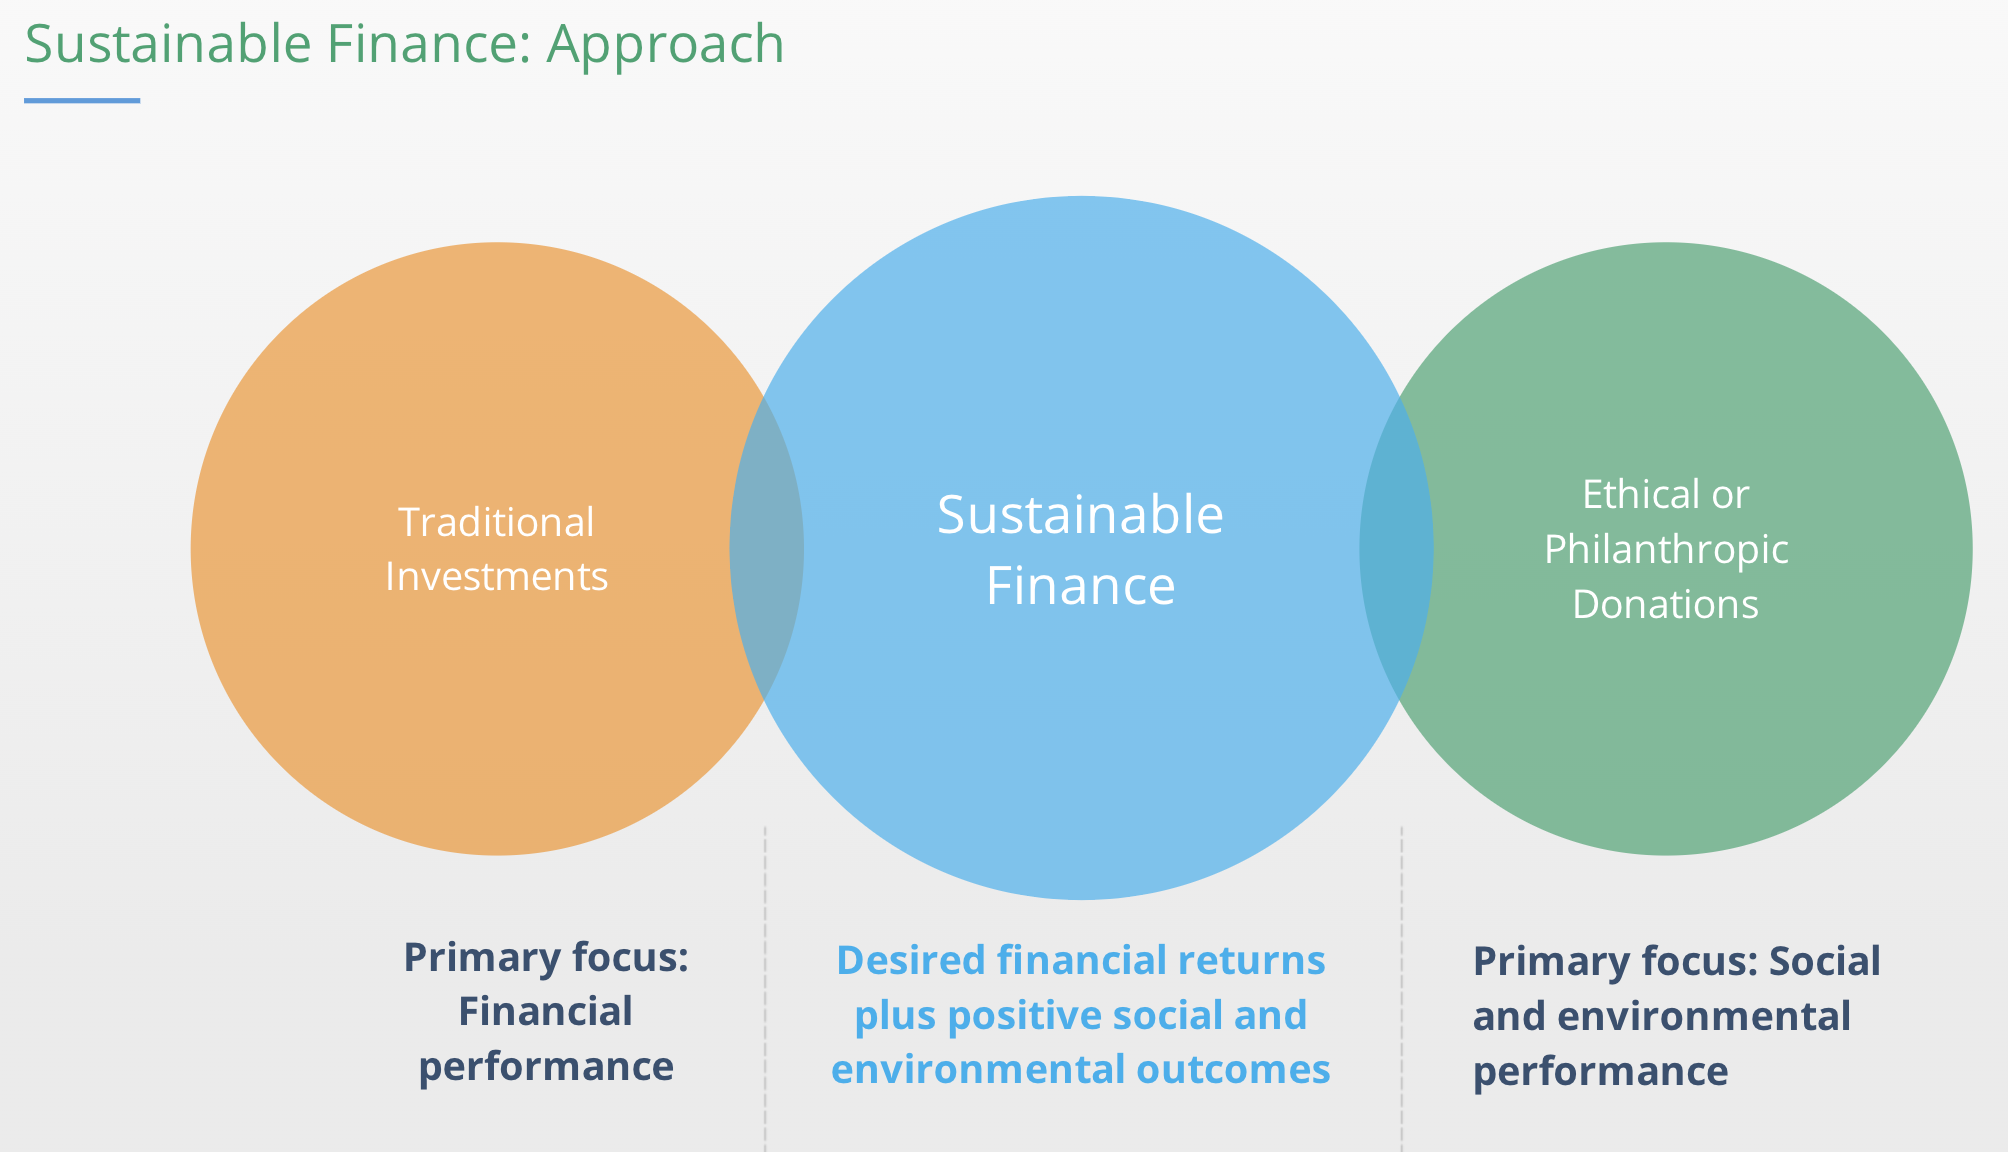 Sustainable Finance: Approach
Traditional
Investments
Sustainable
Finance
Ethical or
Philanthropic
Donations
Primary focus:
Financial
performance
Desired financial returns
plus positive social and
environmental outcomes
Primary focus: Social
and environmental
performance